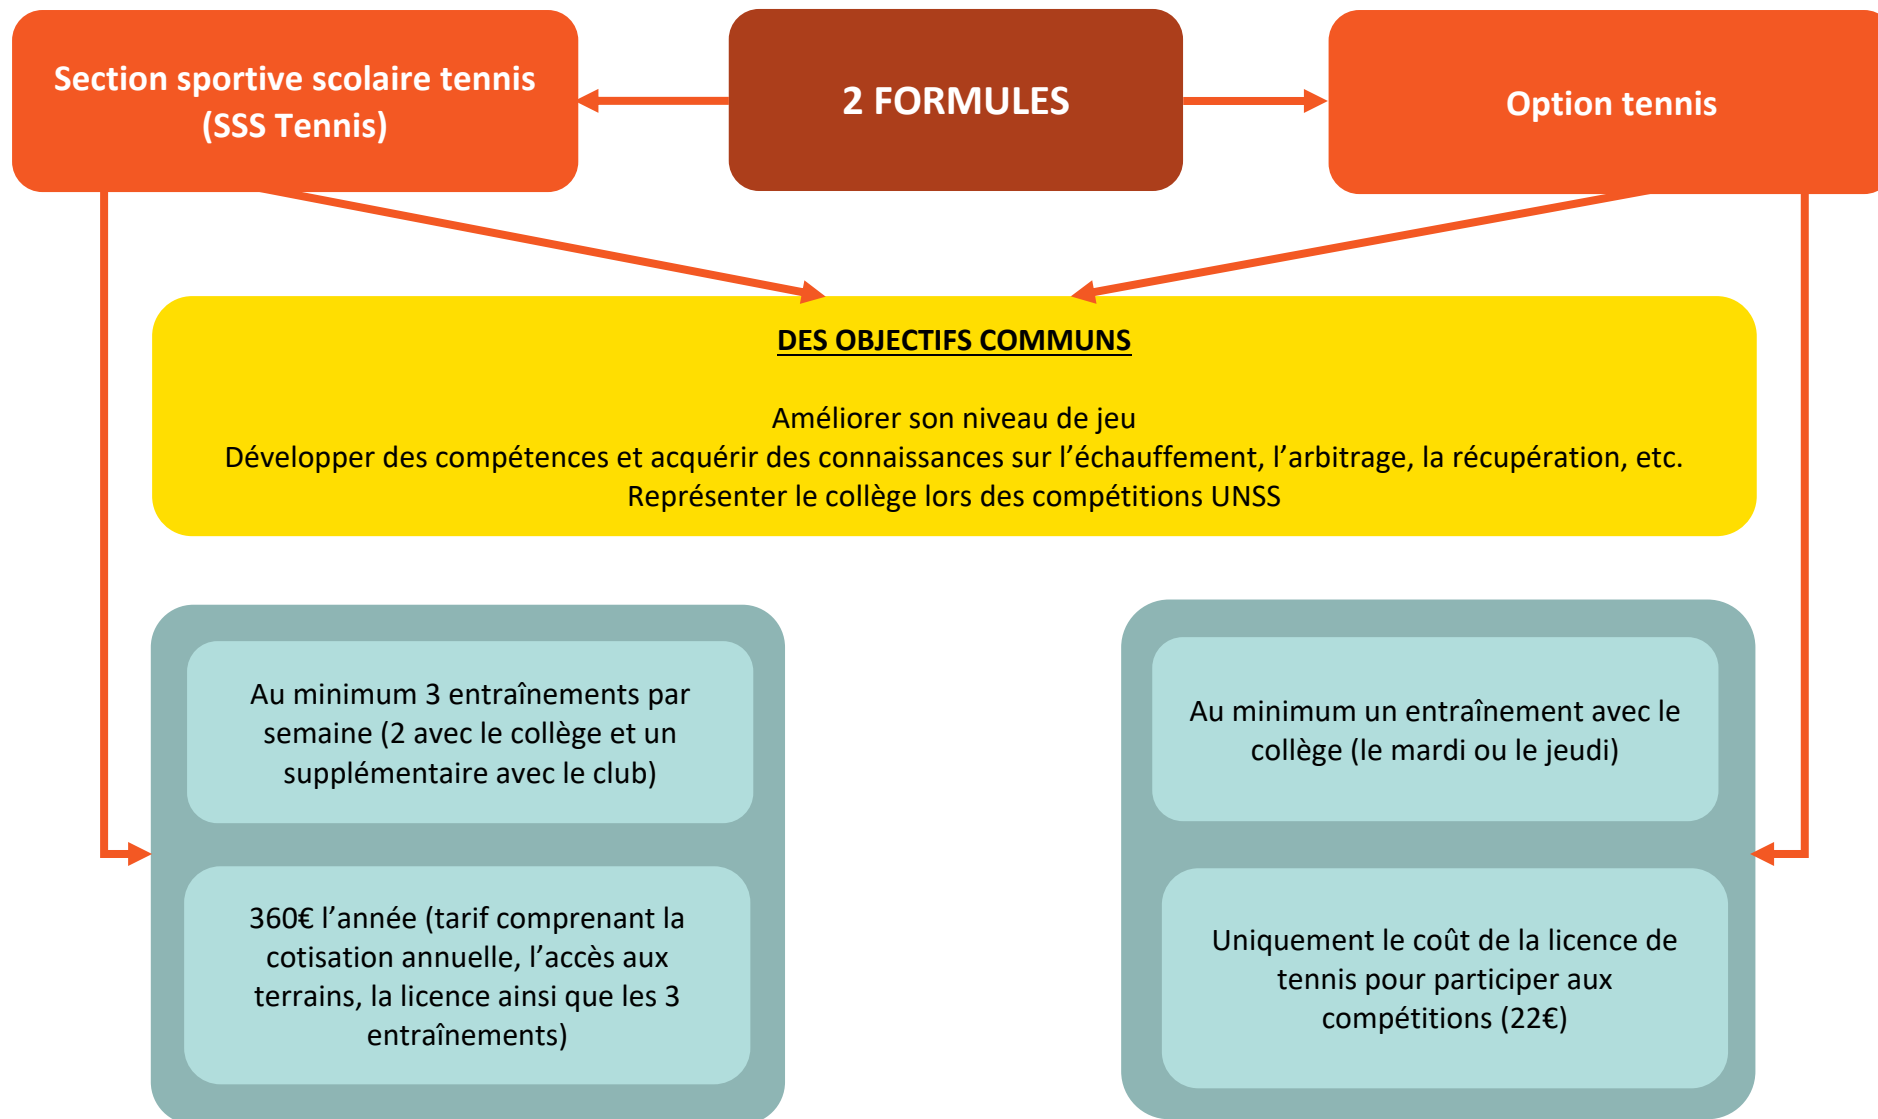 Section sportive scolaire tennis
(SSS Tennis)
2 FORMULES
Option tennis
DES OBJECTIFS COMMUNS
Améliorer son niveau de jeu
Développer des compétences et acquérir des connaissances sur l’échauffement, l’arbitrage, la récupération, etc.
Représenter le collège lors des compétitions UNSS
Au minimum 3 entraînements par
semaine (2 avec le collège et un
supplémentaire avec le club)
360€ l’année (tarif comprenant la
cotisation annuelle, l’accès aux
terrains, la licence ainsi que les 3
entraînements)
Au minimum un entraînement avec le
collège (le mardi ou le jeudi)
Uniquement le coût de la licence de
tennis pour participer aux
compétitions (22€)